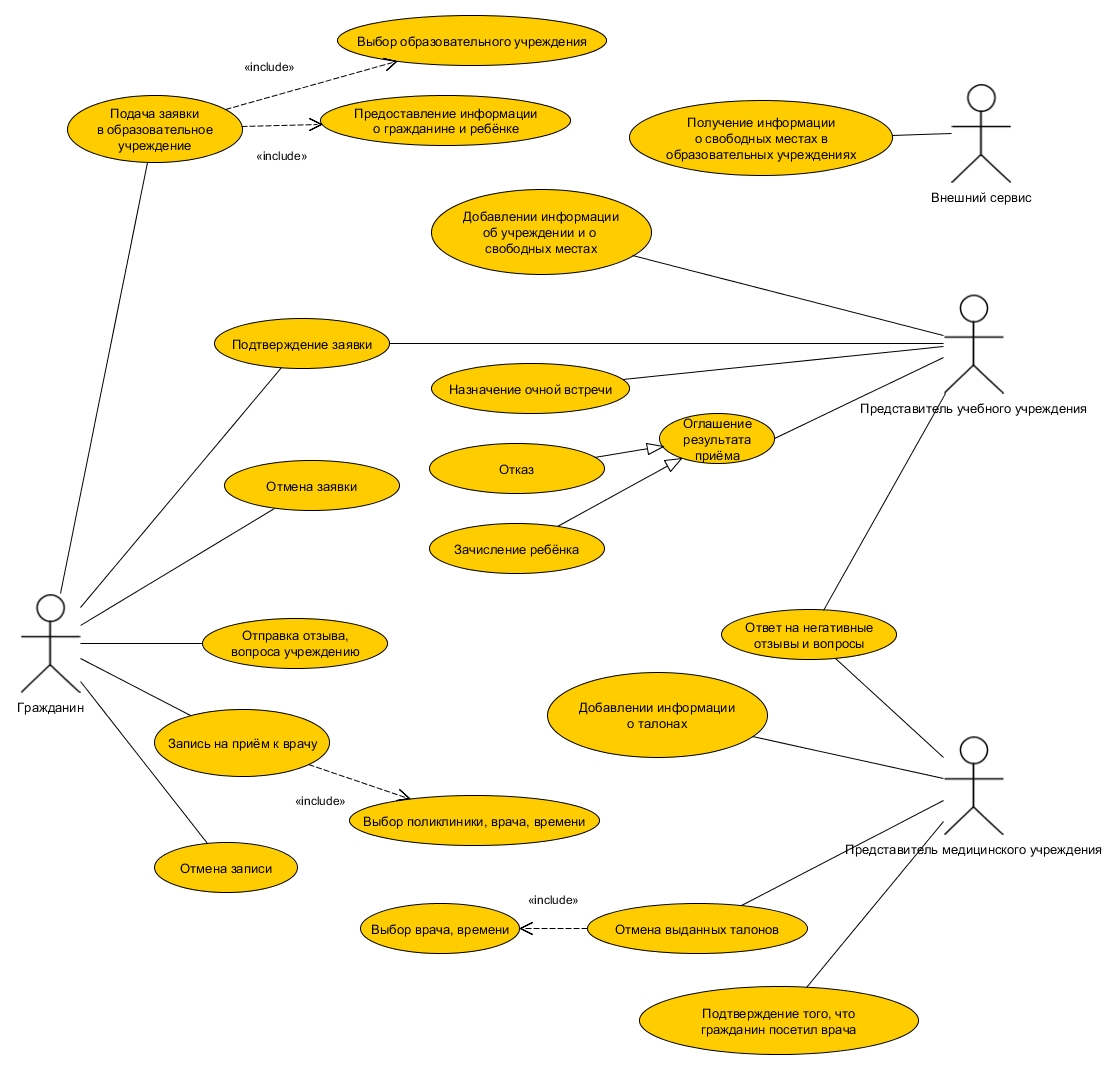 Выбор образовательного учреждения
«include»
Подача заявки
в образовательное
учреждение
Предоставление информации
о гражданине и ребёнке
«include»
Получение информации
о свободных местах в
образовательных учреждениях
Внешний сервис
Добавлении информации
об учреждении и о
свободных местах
Подтверждение заявки
Назначение очной встречи
Представитель учебного учреждения
Оглашение
результата
приёма
Отказ
Отмена заявки
Зачисление ребёнка
Отправка отзыва,
вопроса учреждению
Ответ на негативные
отзывы и вопросы
Гражданин
Добавлении информации
о талонах
Запись на приём к врачу
«include»
Выбор поликлиники, врача, времени
Представитель медицинского учреждения
Отмена записи
«include»
Выбор врача, времени
Отмена выданных талонов
Подтверждение того, что
гражданин посетил врача